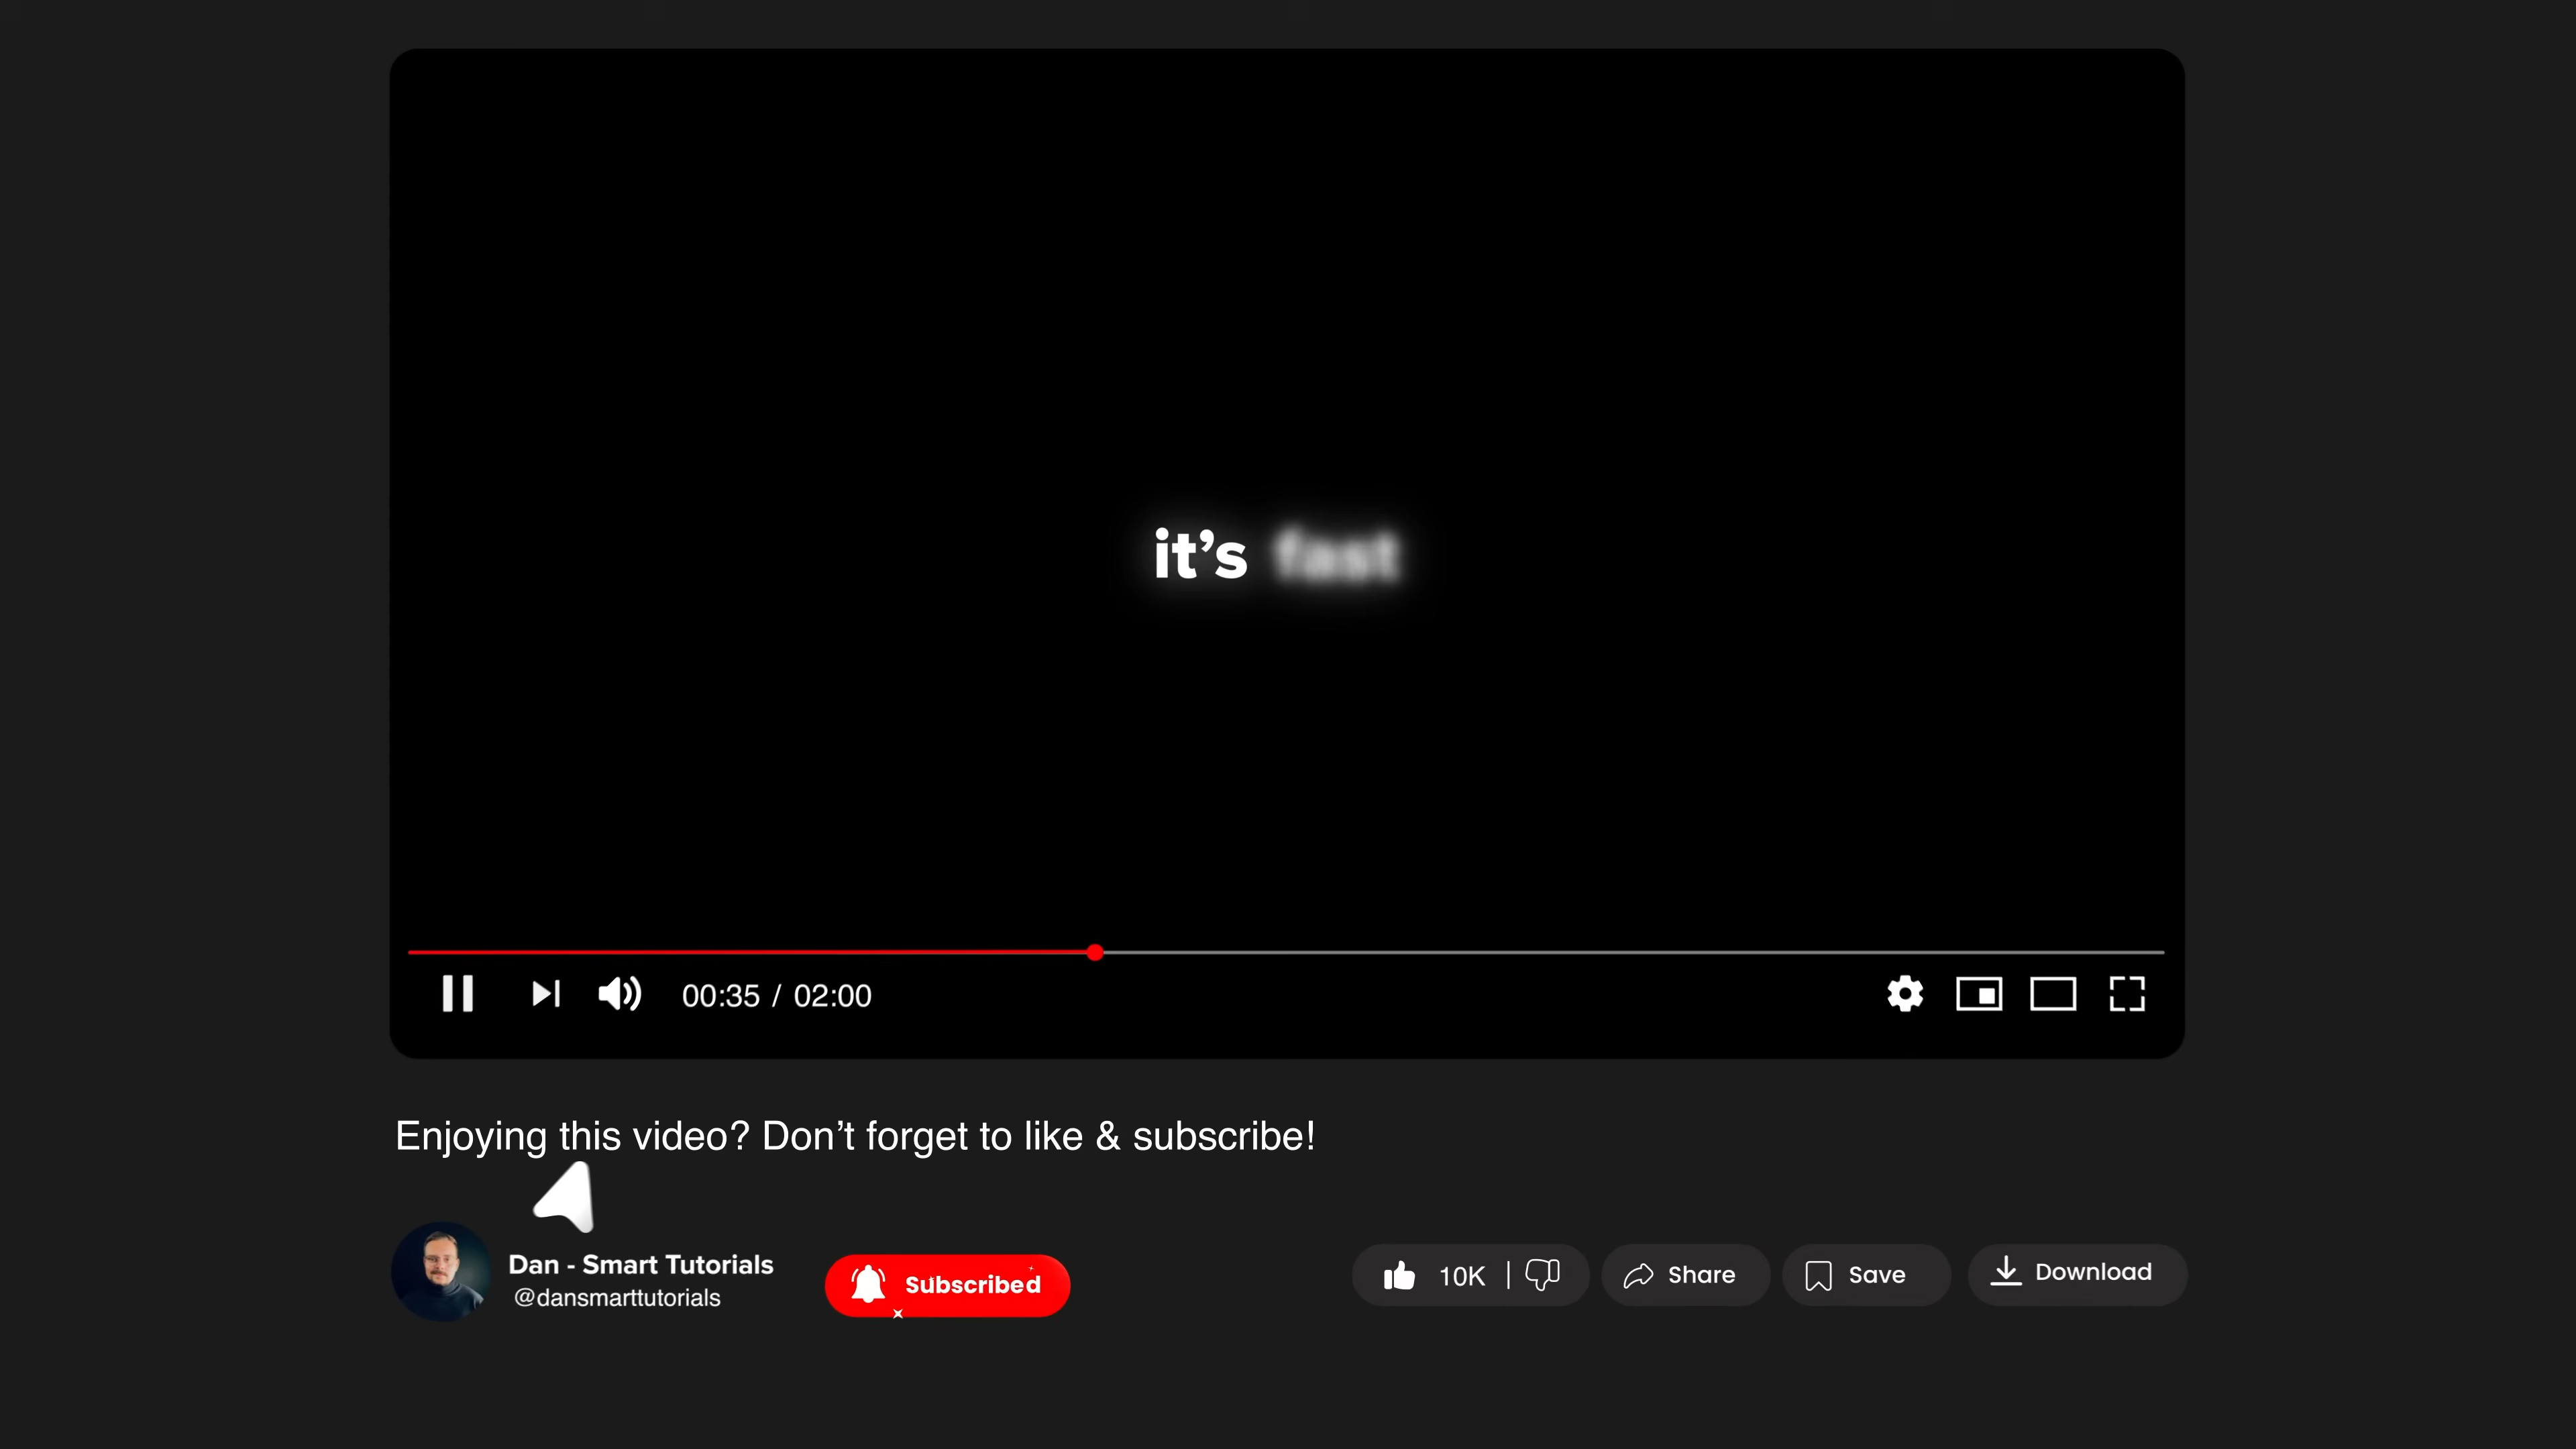 it’s fast
00:35 / 02:00
Enjoying this video? Don’t forget to like & subscribe!
Dan - Smart Tutorials
@dansmarttutorials
Subscribed
10K
Share
Save
Download